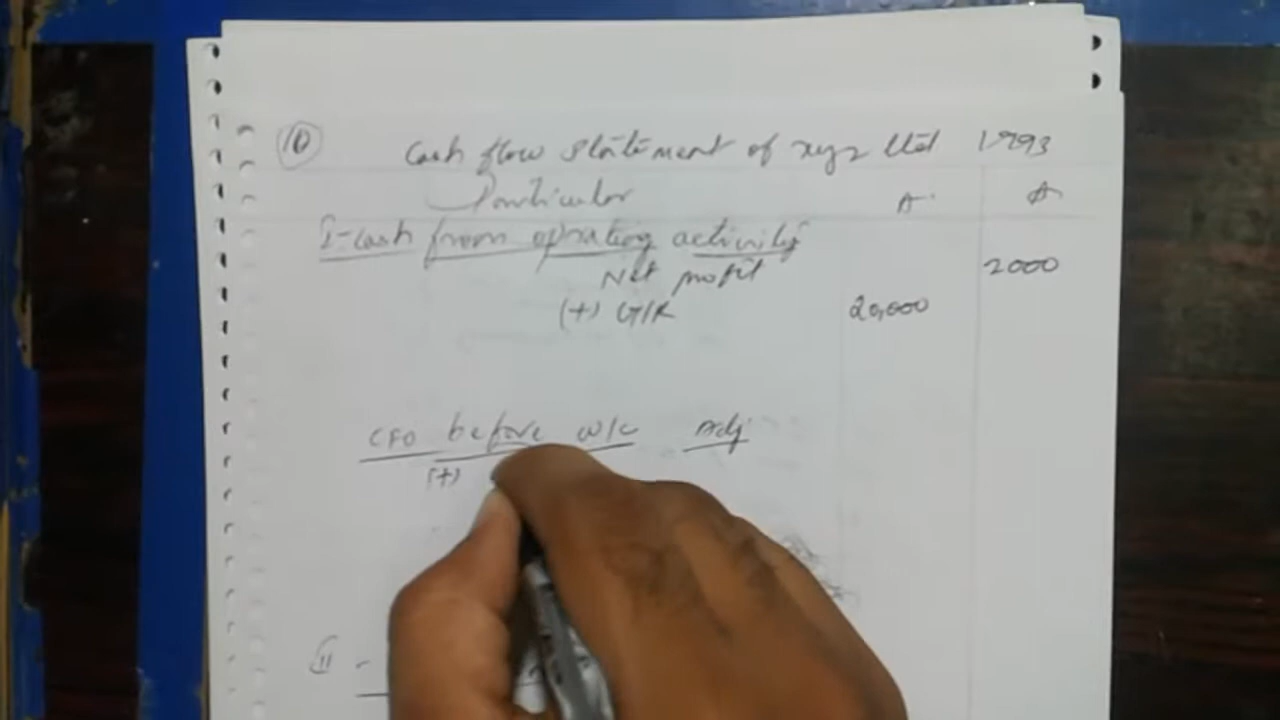 10 Cash flow statement of xyz Ltd 1993
Particular A A
I-Cash from oprating activity
Net profit 2000
(+) G/R 20,000
CFO before W/C Adj
(+)
II -